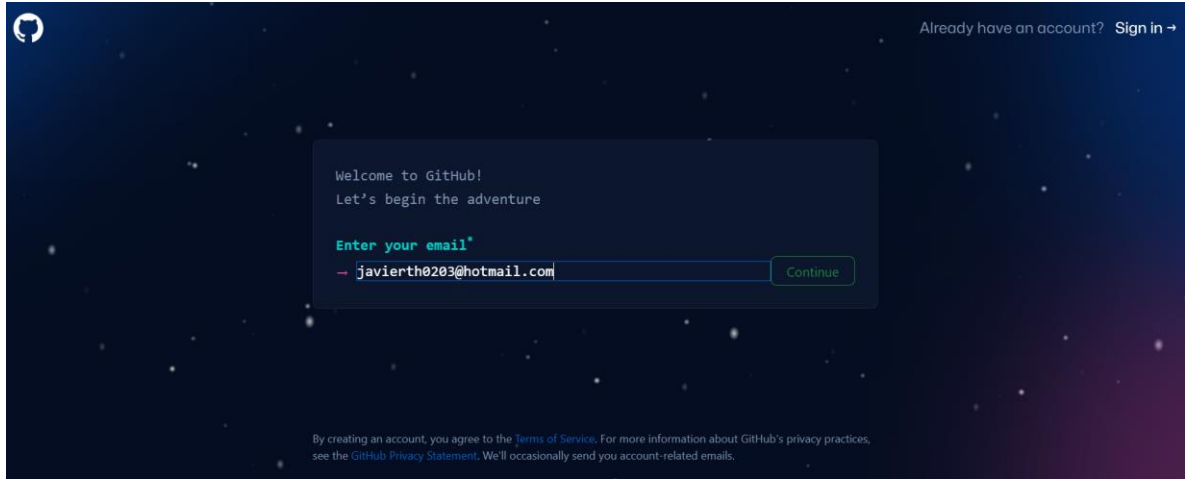 Already have an account? Sign in →
Welcome to GitHub!
Let's begin the adventure
Enter your email*
→ javierth0203@hotmail.com
Continue
By creating an account, you agree to the Terms of Service. For more information about GitHub's privacy practices,
see the GitHub Privacy Statement. We'll occasionally send you account-related emails.